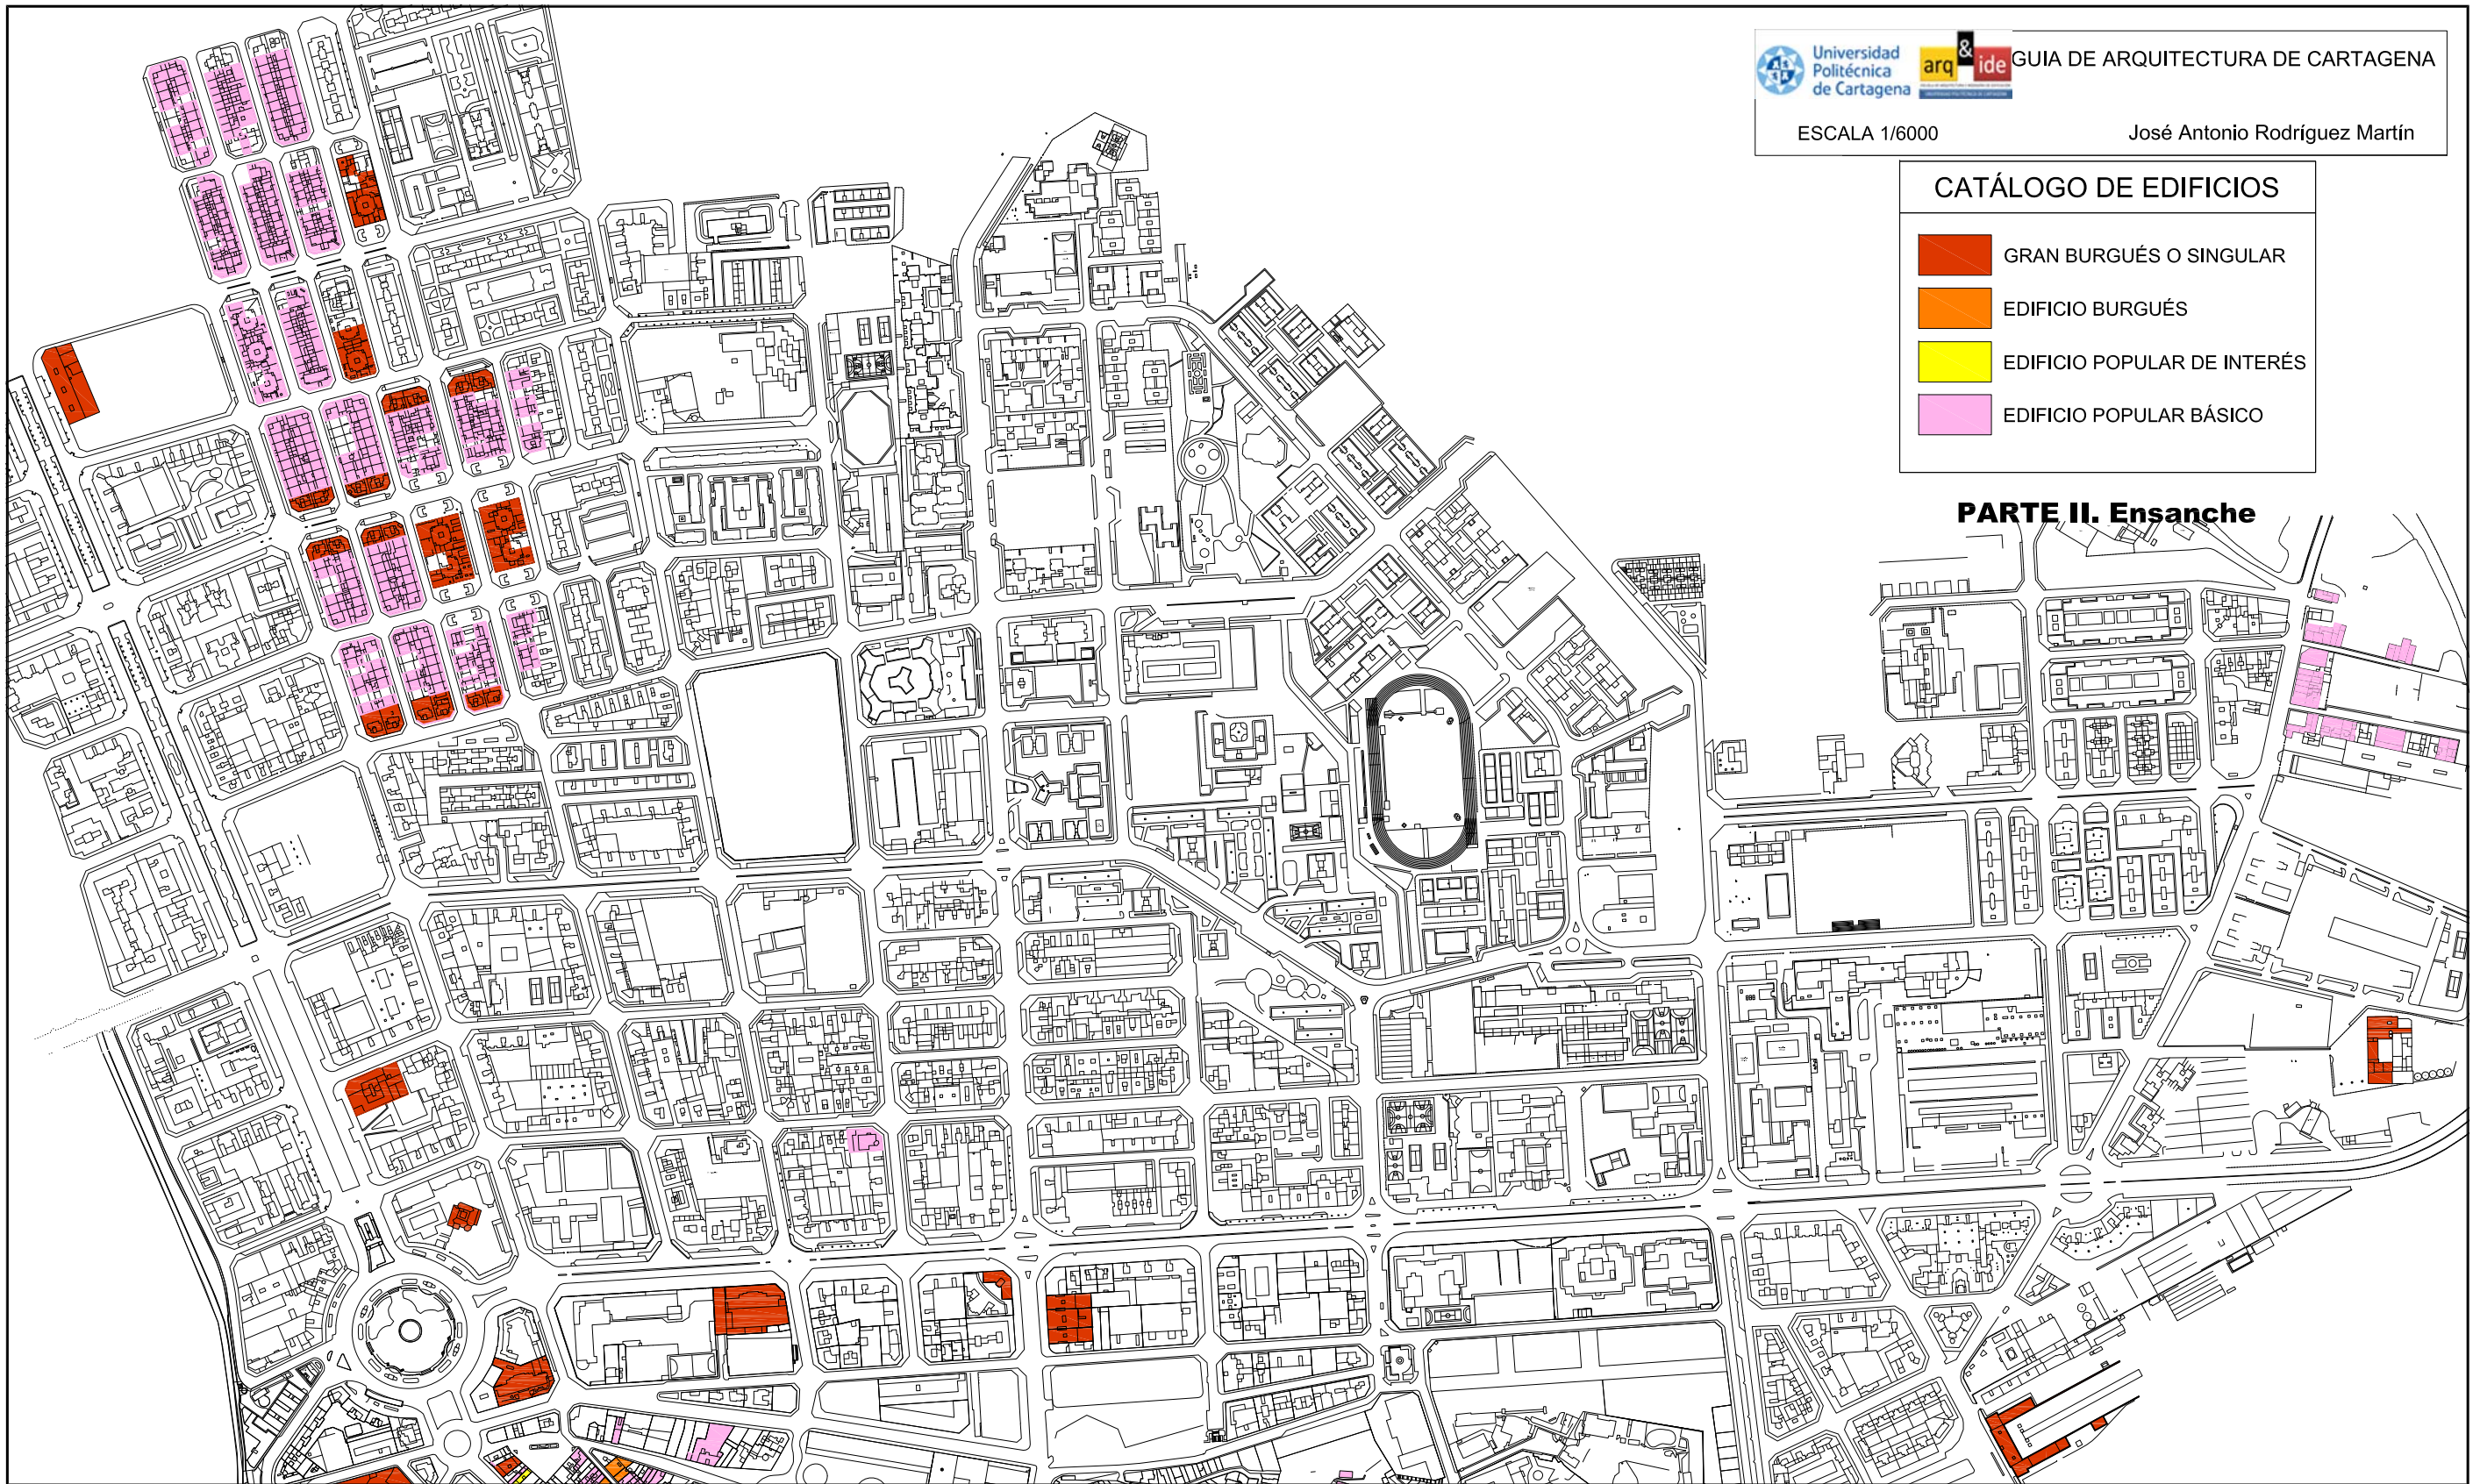 Universidad
Politécnica
de Cartagena
arq & ide
GUIA DE ARQUITECTURA DE CARTAGENA
ESCALA 1/6000
José Antonio Rodríguez Martín
CATÁLOGO DE EDIFICIOS
GRAN BURGUÉS O SINGULAR
EDIFICIO BURGUÉS
EDIFICIO POPULAR DE INTERÉS
EDIFICIO POPULAR BÁSICO
PARTE II. Ensanche